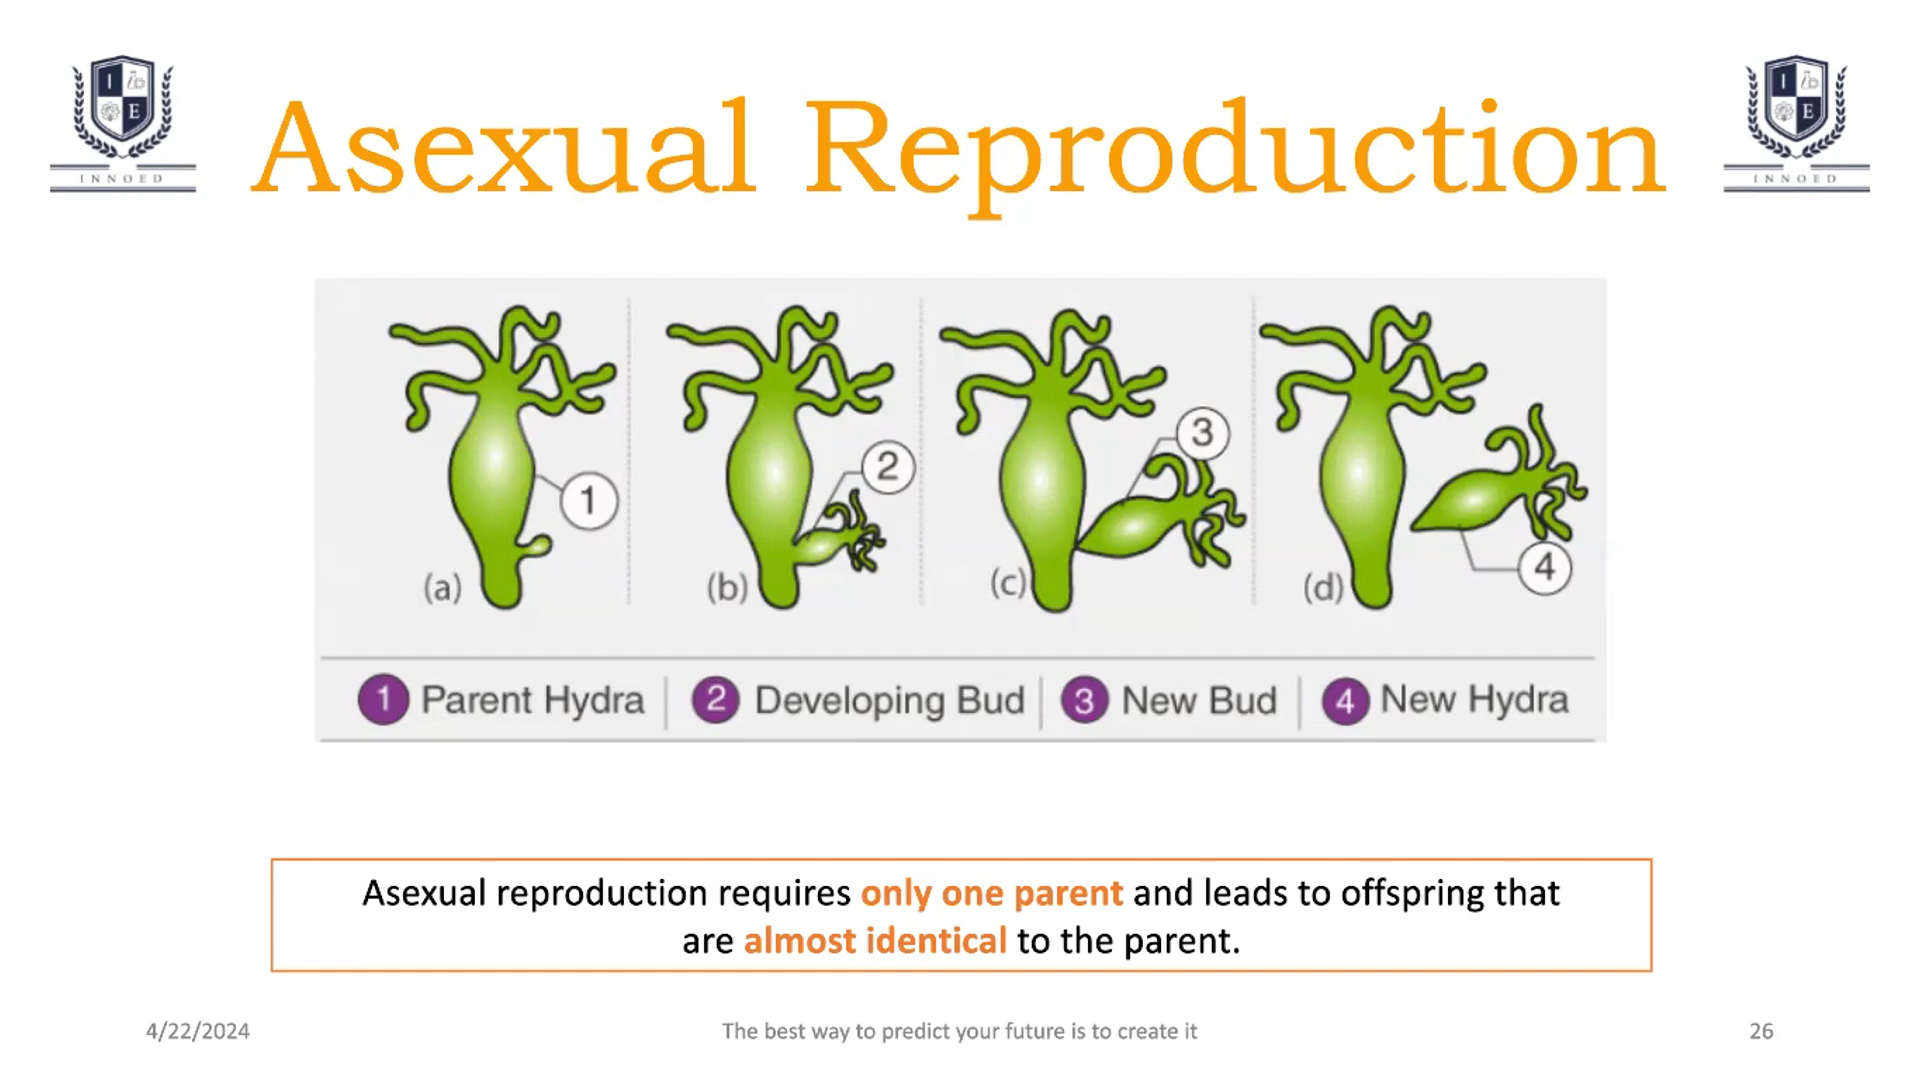 I
E
INNOED
Asexual Reproduction
I
E
INNOED
1
2
3
4
(a)
(b)
(c)
(d)
1 Parent Hydra
2 Developing Bud
3 New Bud
4 New Hydra
Asexual reproduction requires only one parent and leads to offspring that
are almost identical to the parent.
4/22/2024
The best way to predict your future is to create it
26